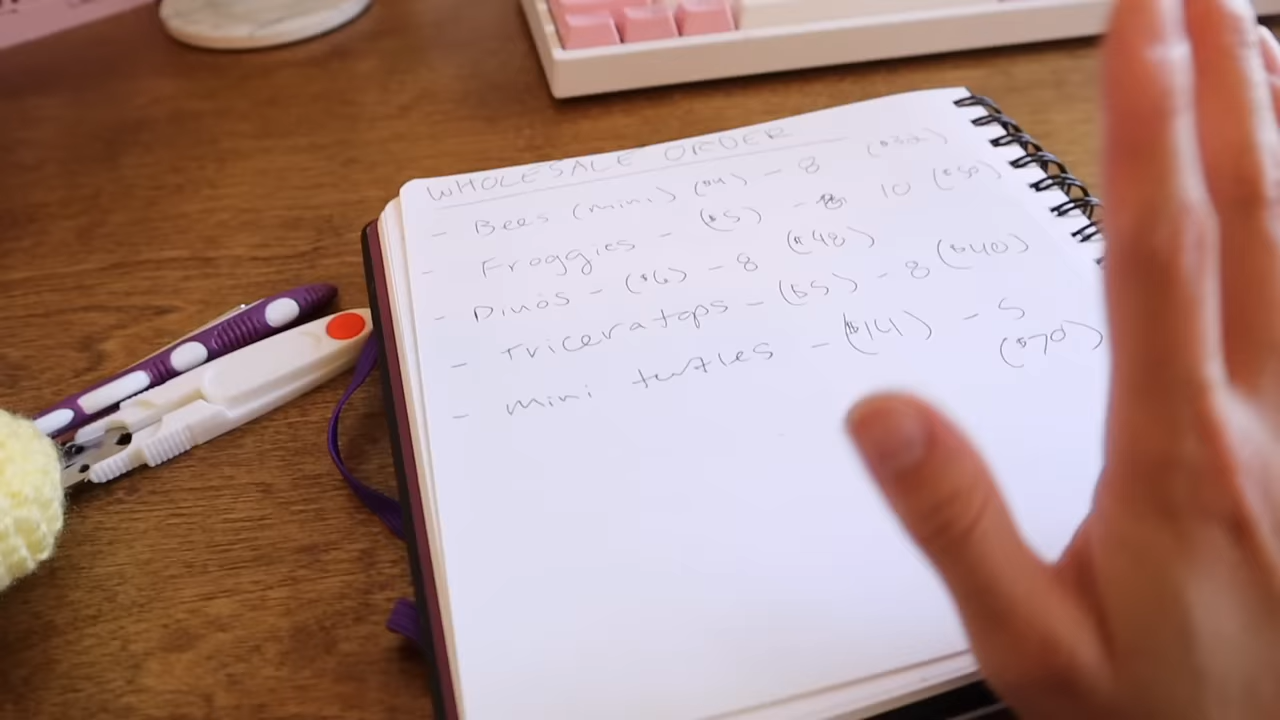 WHOLESALE ORDER
- Bees (mini) ($4) - 8 ($32)
- Froggies - ($5) - 10 ($50)
- Dinos - ($6) - 8 ($48)
- Triceratops - ($5) - 8 ($40)
- mini turtles - ($14) - 5
($70)